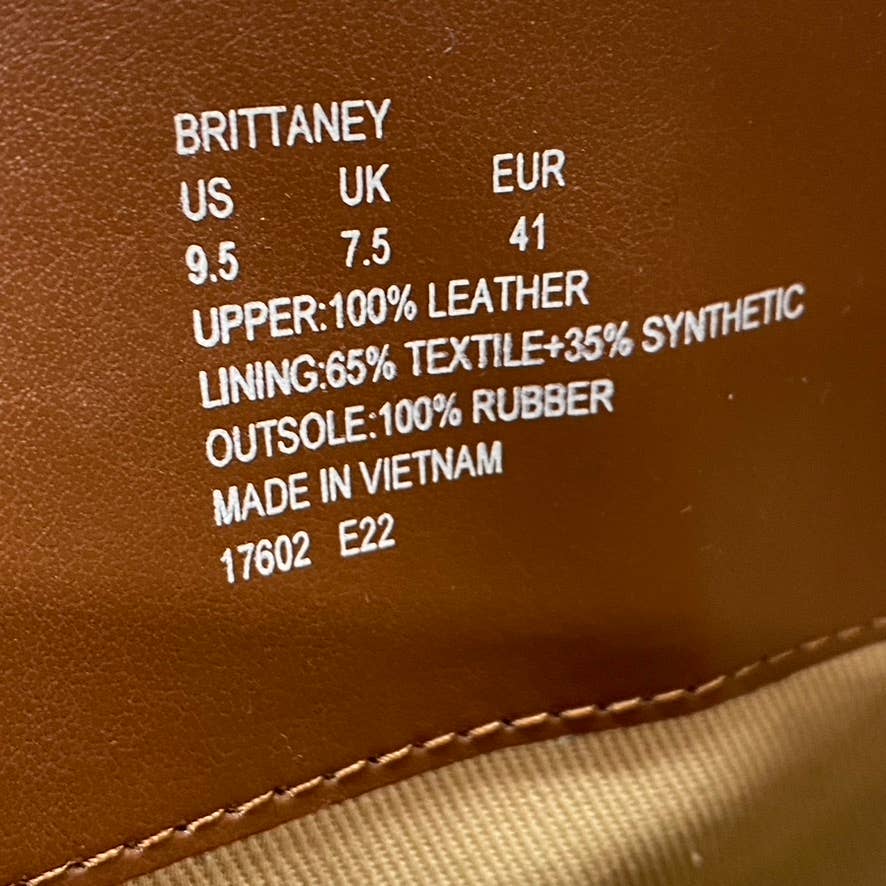 BRITTANEY
US UK EUR
9.5 7.5 41
UPPER:100% LEATHER
LINING:65% TEXTILE+35% SYNTHETIC
OUTSOLE:100% RUBBER
MADE IN VIETNAM
17602 E22